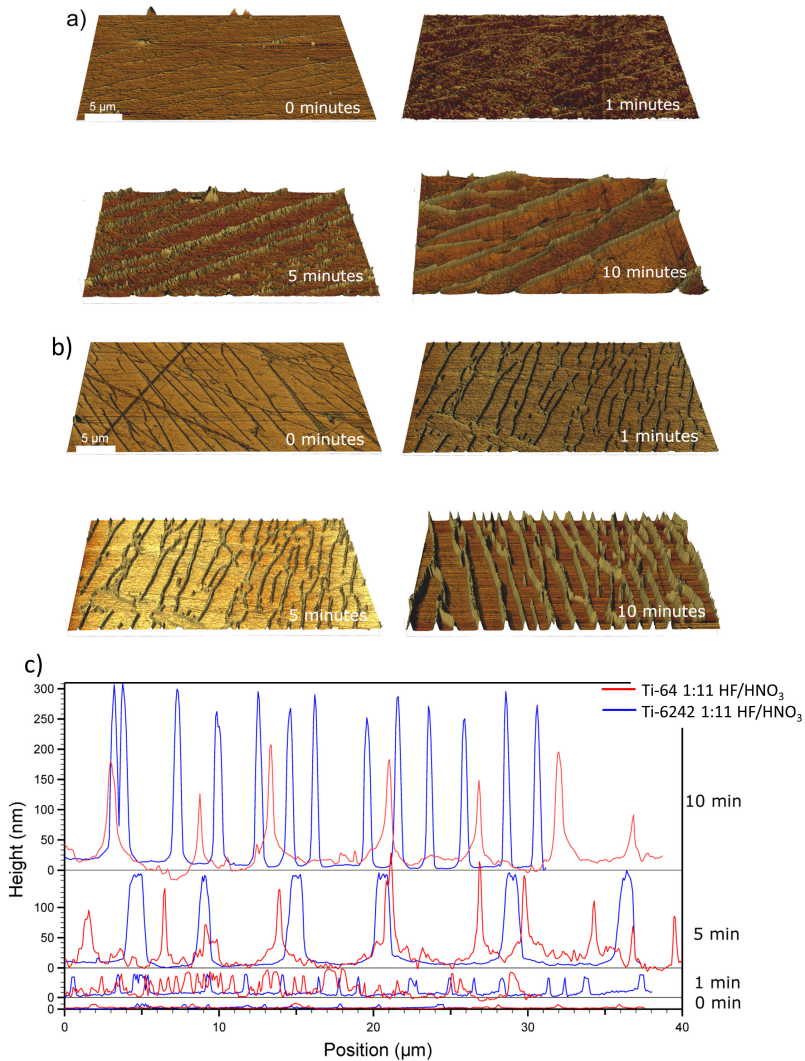 a)
5 µm
0 minutes
1 minutes
5 minutes
10 minutes
b)
5 µm
0 minutes
1 minutes
5 minutes
10 minutes
c)
Ti-64 1:11 HF/HNO₃
Ti-6242 1:11 HF/HNO₃
300
250
200
150
100
50
0
10 min
100
50
0
5 min
0
1 min
0
0 min
Height (nm)
0 10 20 30 40
Position (µm)